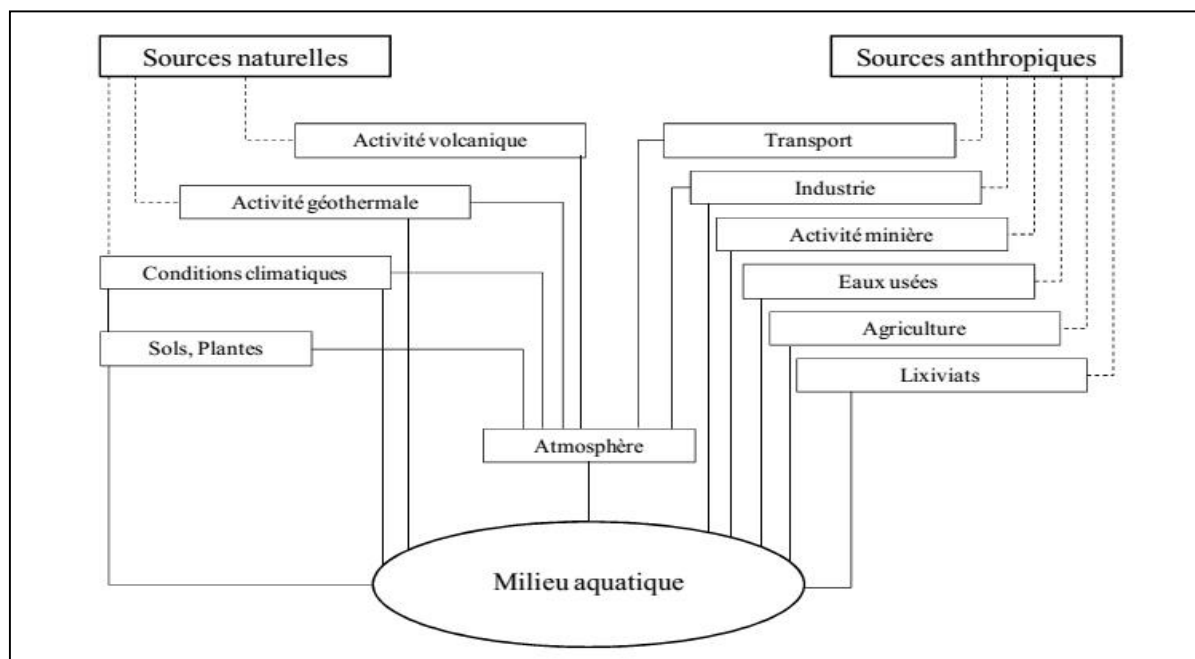 Sources naturelles
Sources anthropiques
Activité volcanique
Transport
Industrie
Activité géothermale
Activité minière
Conditions climatiques
Eaux usées
Agriculture
Sols, Plantes
Lixiviats
Atmosphère
Milieu aquatique